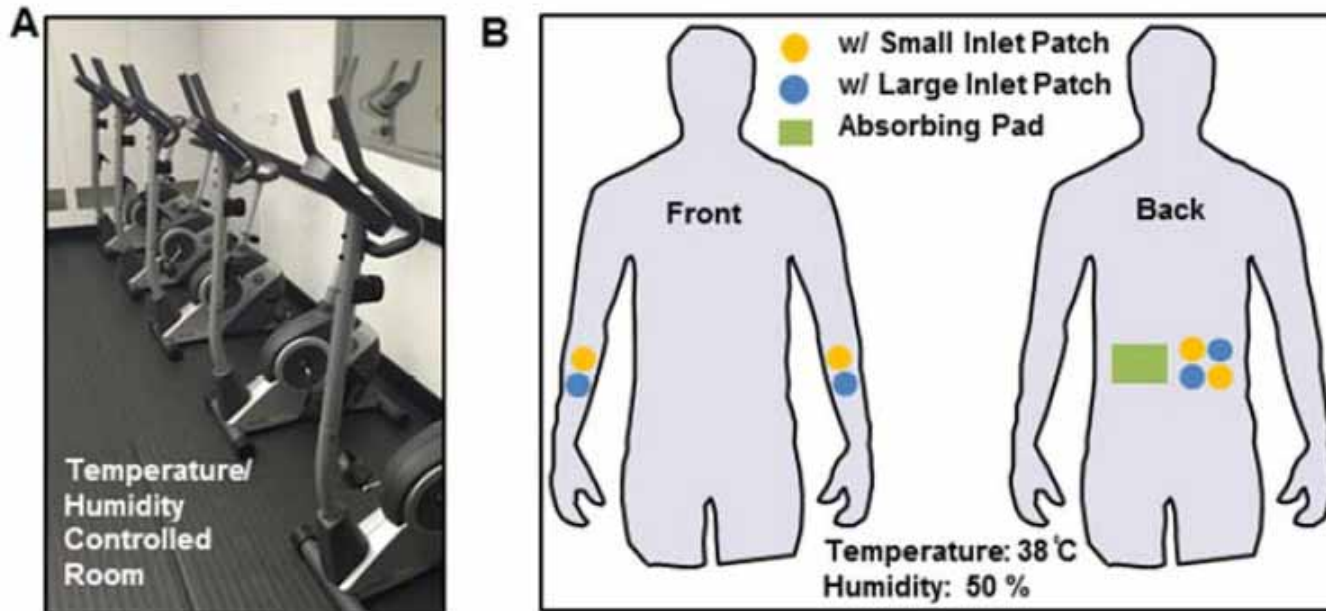 A
Temperature/
Humidity
Controlled
Room
B
w/ Small Inlet Patch
w/ Large Inlet Patch
Absorbing Pad
Front
Back
Temperature: 38 °C
Humidity: 50 %